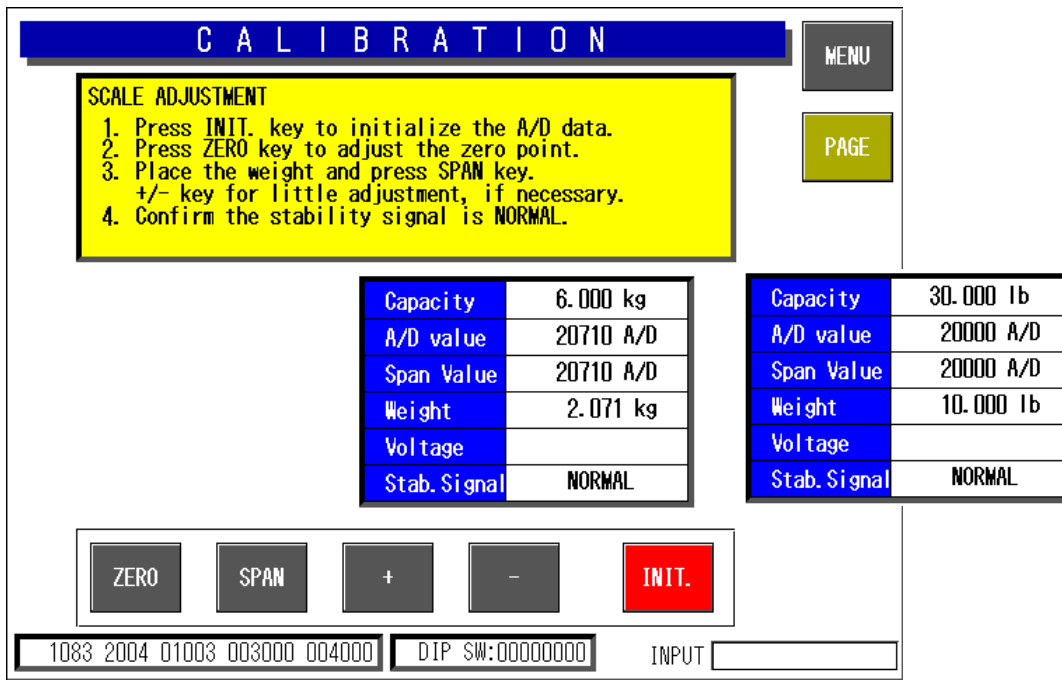 CALIBRATION
MENU
SCALE ADJUSTMENT
1. Press INIT. key to initialize the A/D data.
2. Press ZERO key to adjust the zero point.
3. Place the weight and press SPAN key.
+/- key for little adjustment, if necessary.
4. Confirm the stability signal is NORMAL.
PAGE
Capacity 6.000 kg
A/D value 20710 A/D
Span Value 20710 A/D
Weight 2.071 kg
Voltage
Stab.Signal NORMAL
Capacity 30.000 lb
A/D value 20000 A/D
Span Value 20000 A/D
Weight 10.000 lb
Voltage
Stab.Signal NORMAL
ZERO SPAN + - INIT.
1083 2004 01003 003000 004000 DIP SW:00000000 INPUT